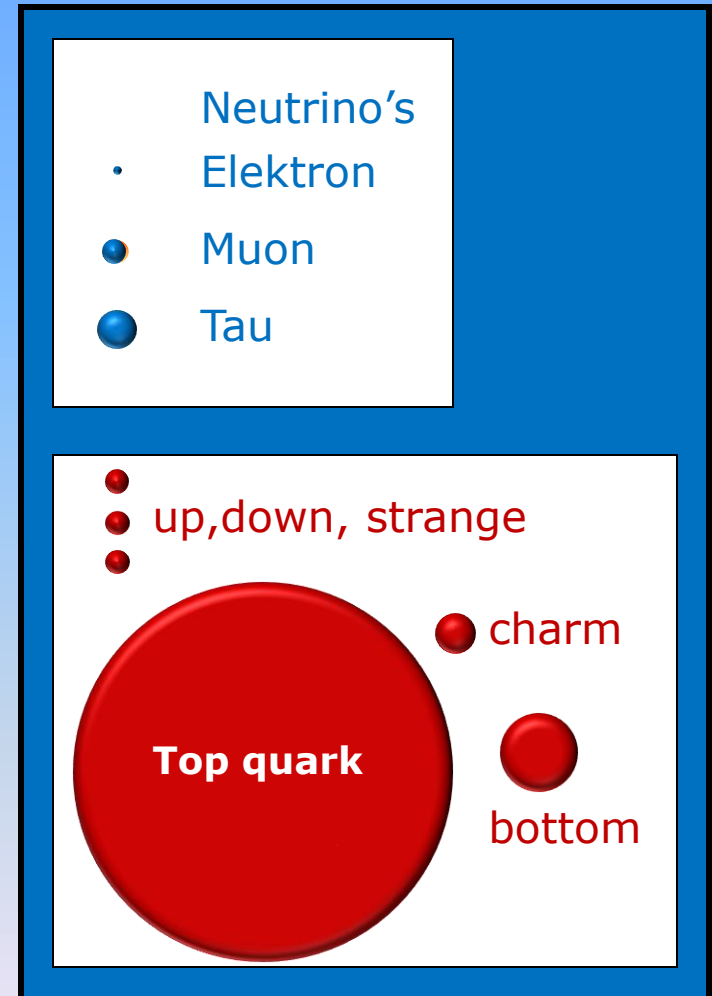 Neutrino’s
Elektron
Muon
Tau
up,down, strange
charm
Top quark
bottom